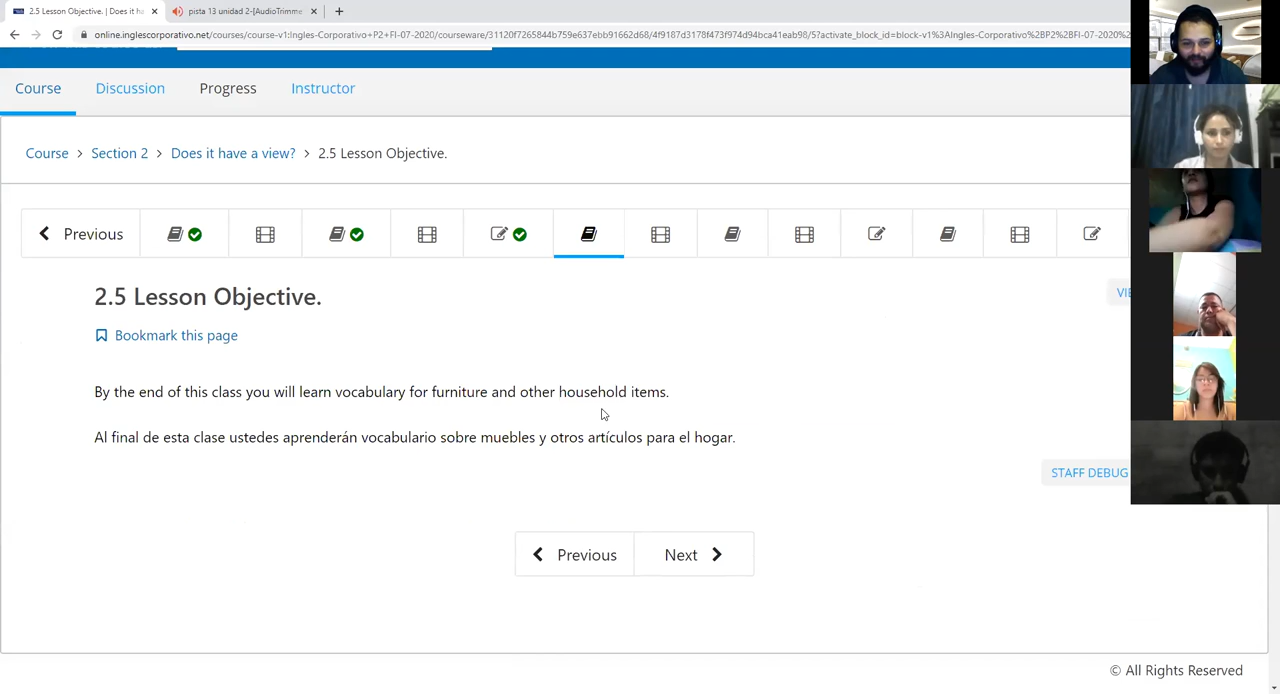 2.5 Lesson Objective. | Does it h
pista 13 unidad 2-[AudioTrimme
online.inglescorporativo.net/courses/course-v1:Ingles-Corporativo+P2+FI-07-2020/courseware/31120f7265844b759e637ebb91662d68/4f9187d3178f473f974d94bca41eab98/5?activate_block_id=block-v1%3AIngles-Corporativo%2BP2%2BFI-07-2020%2
Course Discussion Progress Instructor
Course > Section 2 > Does it have a view? > 2.5 Lesson Objective.
Previous
2.5 Lesson Objective.
VIE
Bookmark this page
By the end of this class you will learn vocabulary for furniture and other household items.
Al final de esta clase ustedes aprenderán vocabulario sobre muebles y otros artículos para el hogar.
STAFF DEBUG
Previous Next
© All Rights Reserved